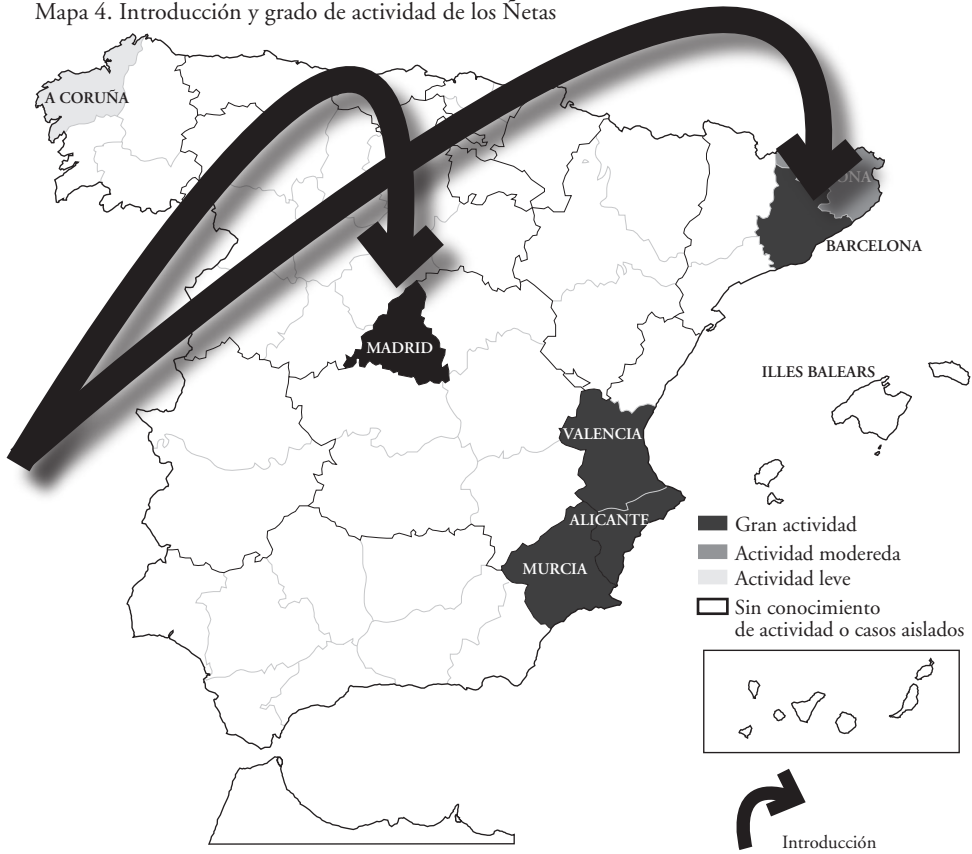 Mapa 4. Introducción y grado de actividad de los Ñetas
A CORUÑA
BARCELONA
MADRID
ILLES BALEARS
VALENCIA
ALICANTE
MURCIA
Gran actividad
Actividad modereda
Actividad leve
Sin conocimiento
de actividad o casos aislados
Introducción